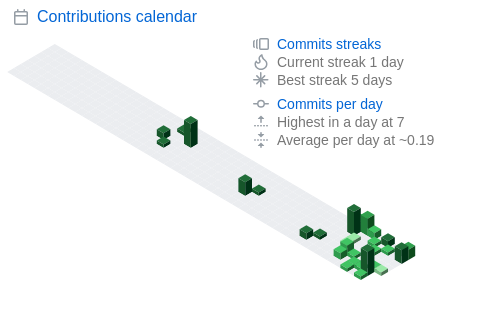 Contributions calendar
Commits streaks
Current streak 1 day
Best streak 5 days
Commits per day
Highest in a day at 7
Average per day at ~0.19